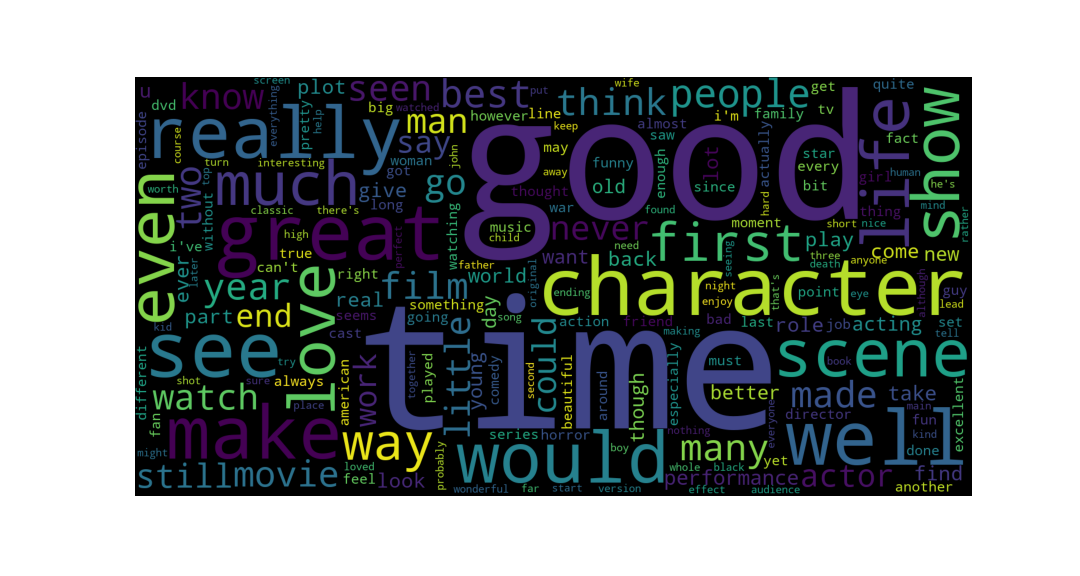 screen
wife
u
know
plot
seen
best
put
think
people
get
quite
dvd
everything
pretty
help
big
watched
however
line
keep
i'm
family
tv
episode
course
really
man
say
good
may
almost
saw
actually
life
fact
show
turn
interesting
woman
john
got
away
funny
enough
lot
star
every
girl
human
he's
even
worth
two
without
top
much
give
long
go
thought
old
since
bit
hard
thing
mind
rather
classic
there's
great
perfect
watching
war
found
moment
short
nice
i've
high
true
music
child
never
first
play
come
new
ever
later
can't
right
film
father
world
want
back
need
seeing
three
death
anyone
year
love
real
something
original
character
night
enjoy
that's
point
eye
although
guy
lead
kid
part
end
seems
cast
going
day
song
ending
action
friend
bad
last
role
job
acting
set
tell
different
see
try
time
little
could
making
scene
shot
sure
always
american
work
together
played
young
comedy
second
beautiful
around
though
especially
must
book
watch
fan
place
better
made
take
main
excellent
make
way
series
horror
boy
nothing
everyone
director
fun
kind
might
would
many
well
done
still
movie
loved
feel
look
probably
whole
black
yet
performance
actor
find
wonderful
far
start
version
effect
audience
another